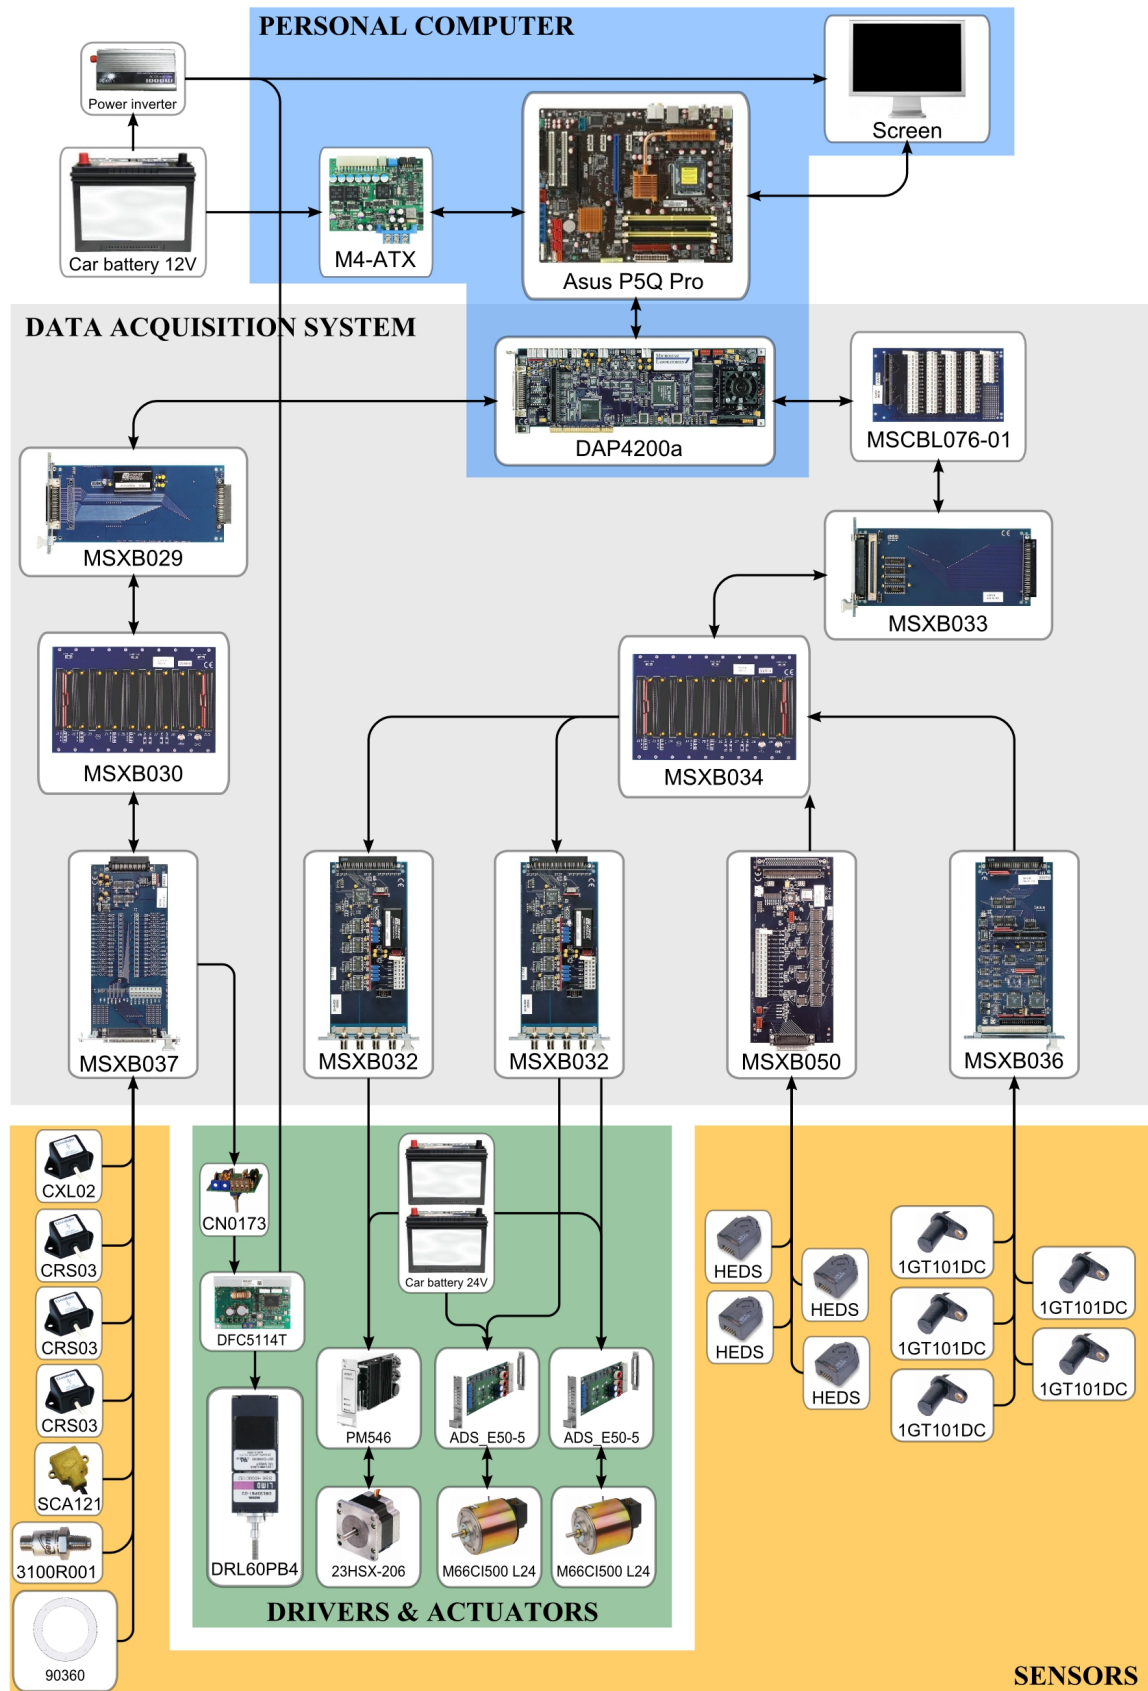 PERSONAL COMPUTER
Power inverter
Screen
Car battery 12V
M4-ATX
Asus P5Q Pro
DATA ACQUISITION SYSTEM
DAP4200a
MSCBL076-01
MSXB029
MSXB033
MSXB030
MSXB034
MSXB037
MSXB032
MSXB032
MSXB050
MSXB036
CXL02
CRS03
CRS03
CRS03
SCA121
3100R001
90360
CN0173
DFC5114T
DRL60PB4
Car battery 24V
PM546
ADS_E50-5
ADS_E50-5
23HSX-206
M66CI500 L24
M66CI500 L24
DRIVERS & ACTUATORS
HEDS
HEDS
HEDS
HEDS
1GT101DC
1GT101DC
1GT101DC
1GT101DC
1GT101DC
SENSORS